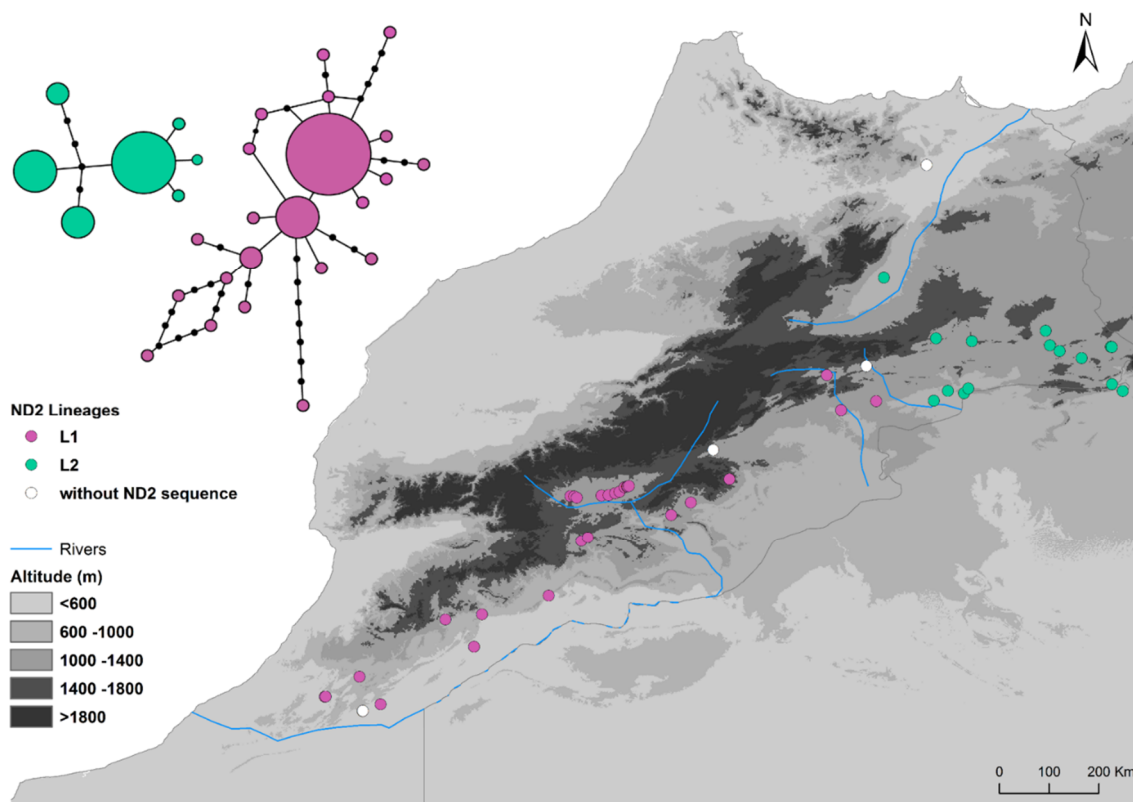 N
ND2 Lineages
L1
L2
without ND2 sequence
Rivers
Altitude (m)
<600
600 -1000
1000 -1400
1400 -1800
>1800
0 100 200 Km